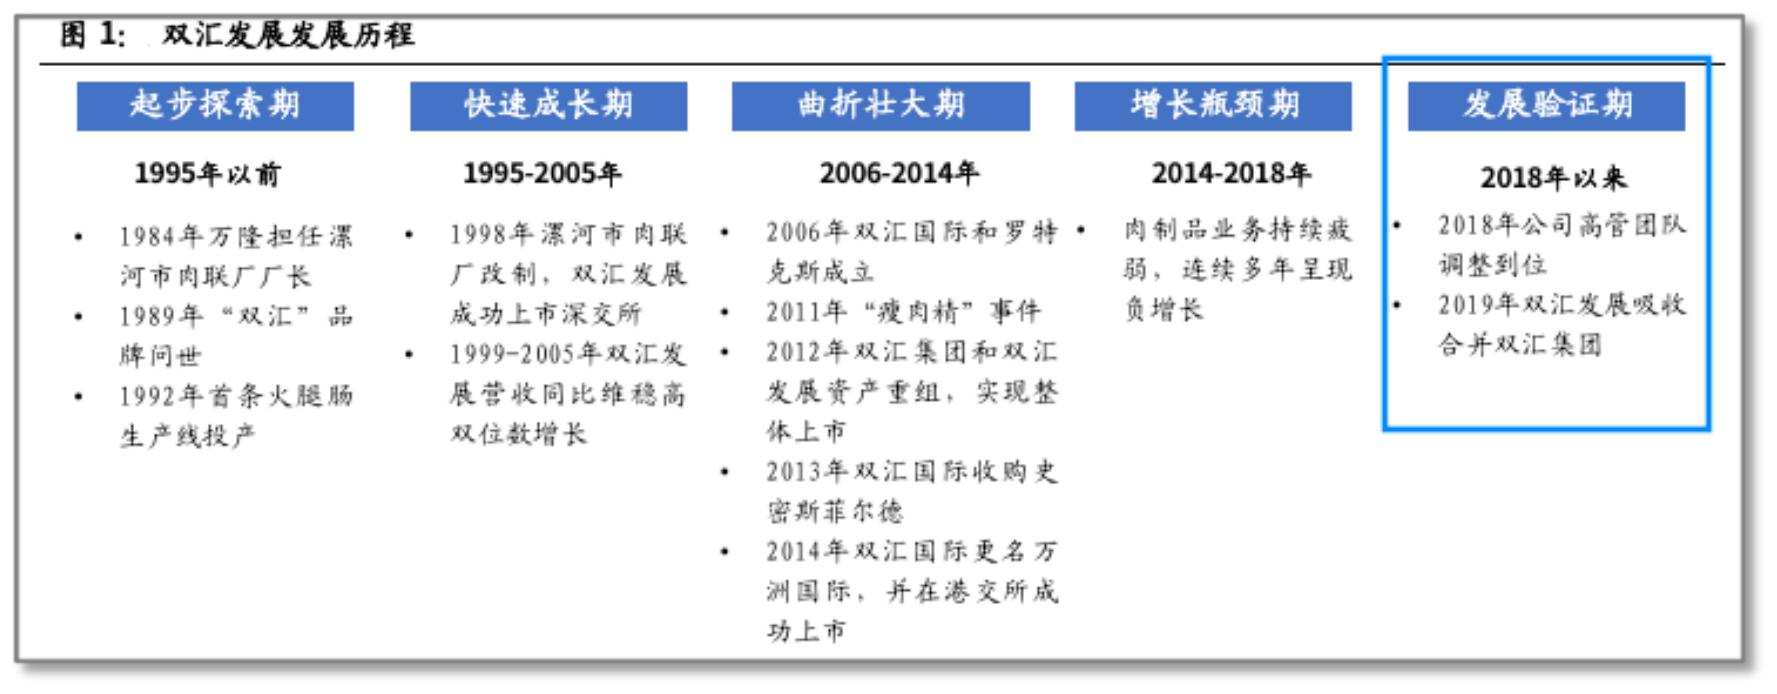 图 1: 双汇发展发展历程
起步探索期
1995年以前
• 1984年万隆担任漯
河市肉联厂厂长
• 1989年“双汇”品
牌问世
• 1992年首条火腿肠
生产线投产
快速成长期
1995-2005年
• 1998年漯河市肉联
厂改制，双汇发展
成功上市深交所
• 1999-2005年双汇发
展营收同比维稳高
双位数增长
曲折壮大期
2006-2014年
• 2006年双汇国际和罗特
克斯成立
• 2011年“瘦肉精”事件
• 2012年双汇集团和双汇
发展资产重组，实现整
体上市
• 2013年双汇国际收购史
密斯菲尔德
• 2014年双汇国际更名万
洲国际，并在港交所成
功上市
增长瓶颈期
2014-2018年
• 肉制品业务持续疲
弱，连续多年呈现
负增长
发展验证期
2018年以来
• 2018年公司高管团队
调整到位
• 2019年双汇发展吸收
合并双汇集团